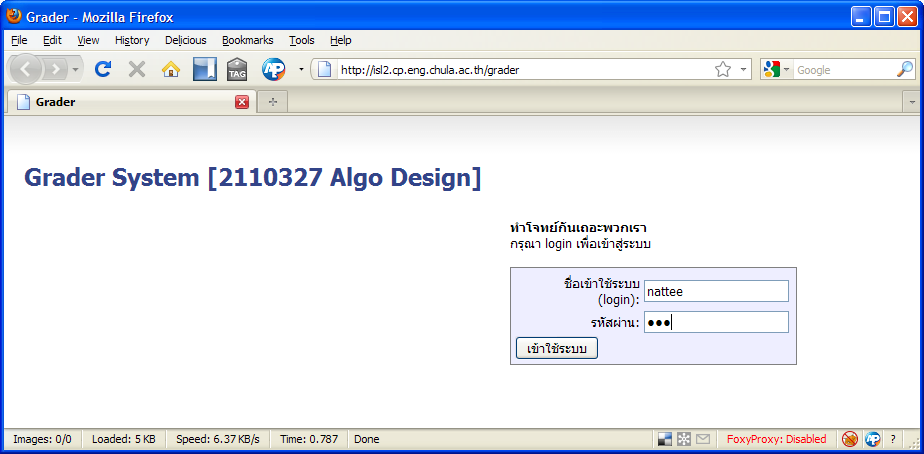 Grader - Mozilla Firefox
File Edit View History Delicious Bookmarks Tools Help
TAG http://isl2.cp.eng.chula.ac.th/grader Google
Grader
Grader System [2110327 Algo Design]
ทำโจทย์กันเถอะพวกเรา
กรุณา login เพื่อเข้าสู่ระบบ
ชื่อเข้าใช้ระบบ
(login): nattee
รหัสผ่าน: ●●●
เข้าใช้ระบบ
Images: 0/0 Loaded: 5 KB Speed: 6.37 KB/s Time: 0.787 Done FoxyProxy: Disabled ?